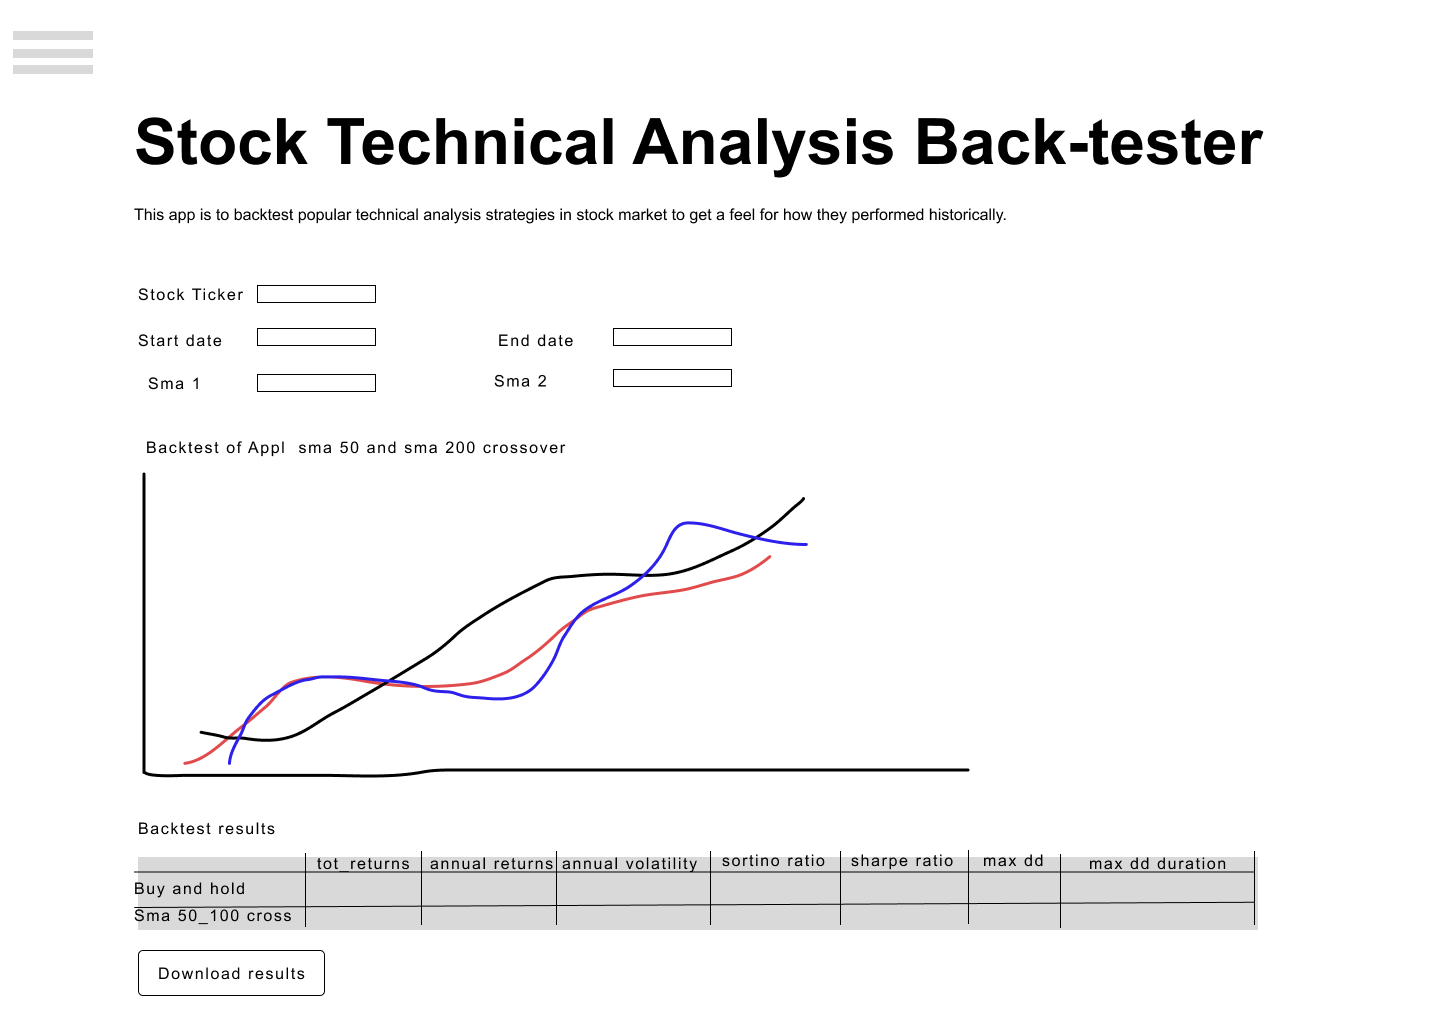 Stock Technical Analysis Back-tester
This app is to backtest popular technical analysis strategies in stock market to get a feel for how they performed historically.
Stock Ticker
Start date End date
Sma 1 Sma 2
Backtest of Appl sma 50 and sma 200 crossover
Backtest results
tot_returns annual returns annual volatility sortino ratio sharpe ratio max dd max dd duration
Buy and hold
Sma 50_100 cross
Download results